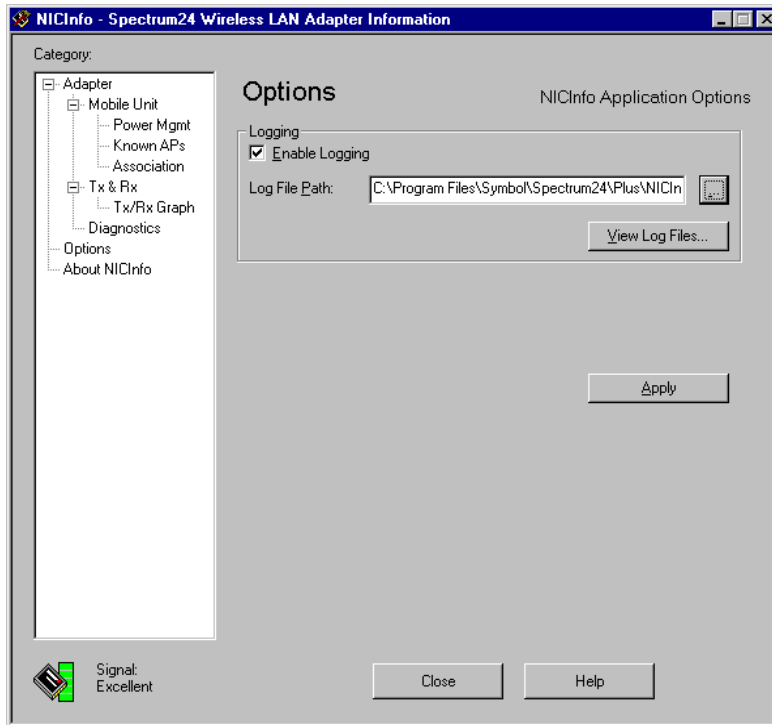 NICInfo - Spectrum24 Wireless LAN Adapter Information
Category:
Adapter
Mobile Unit
Power Mgmt
Known APs
Association
Tx & Rx
Tx/Rx Graph
Diagnostics
Options
About NICInfo
Options
NICInfo Application Options
Logging
Enable Logging
Log File Path:
C:\Program Files\Symbol\Spectrum24\Plus\NICIn
...
View Log Files...
Apply
Signal:
Excellent
Close
Help